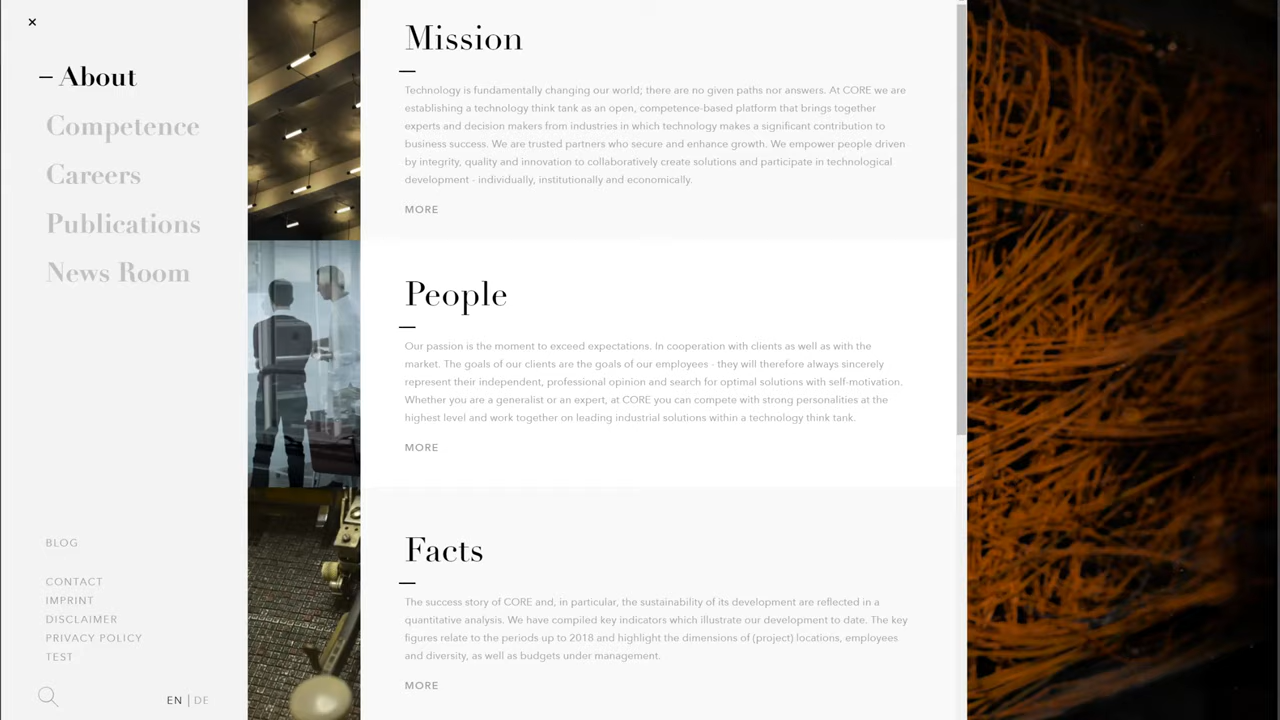 About
Competence
Careers
Publications
News Room
BLOG
CONTACT
IMPRINT
DISCLAIMER
PRIVACY POLICY
TEST
EN | DE
Mission
Technology is fundamentally changing our world; there are no given paths nor answers. At CORE we are
establishing a technology think tank as an open, competence-based platform that brings together
experts and decision makers from industries in which technology makes a significant contribution to
business success. We are trusted partners who secure and enhance growth. We empower people driven
by integrity, quality and innovation to collaboratively create solutions and participate in technological
development - individually, institutionally and economically.
MORE
People
Our passion is the moment to exceed expectations. In cooperation with clients as well as with the
market. The goals of our clients are the goals of our employees - they will therefore always sincerely
represent their independent, professional opinion and search for optimal solutions with self-motivation.
Whether you are a generalist or an expert, at CORE you can compete with strong personalities at the
highest level and work together on leading industrial solutions within a technology think tank.
MORE
Facts
The success story of CORE and, in particular, the sustainability of its development are reflected in a
quantitative analysis. We have compiled key indicators which illustrate our development to date. The key
figures relate to the periods up to 2018 and highlight the dimensions of (project) locations, employees
and diversity, as well as budgets under management.
MORE